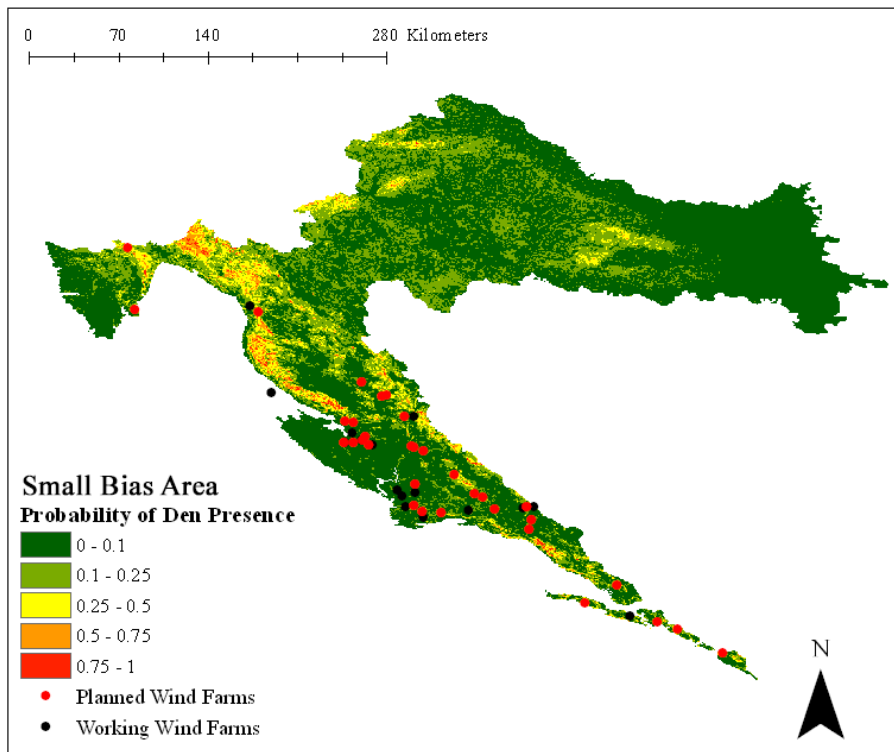 0 70 140 280 Kilometers
Small Bias Area
Probability of Den Presence
0 - 0.1
0.1 - 0.25
0.25 - 0.5
0.5 - 0.75
0.75 - 1
Planned Wind Farms
Working Wind Farms
N